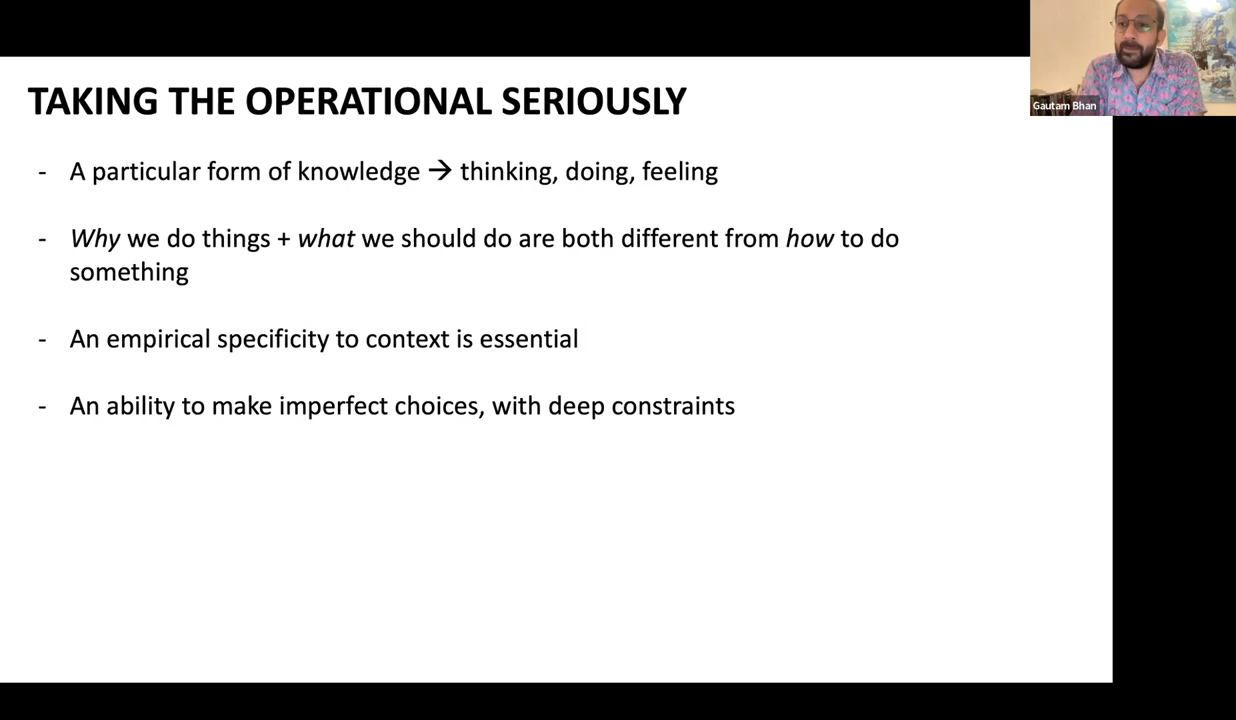 Gautam Bhan
TAKING THE OPERATIONAL SERIOUSLY
- A particular form of knowledge → thinking, doing, feeling
- Why we do things + what we should do are both different from how to do
something
- An empirical specificity to context is essential
- An ability to make imperfect choices, with deep constraints